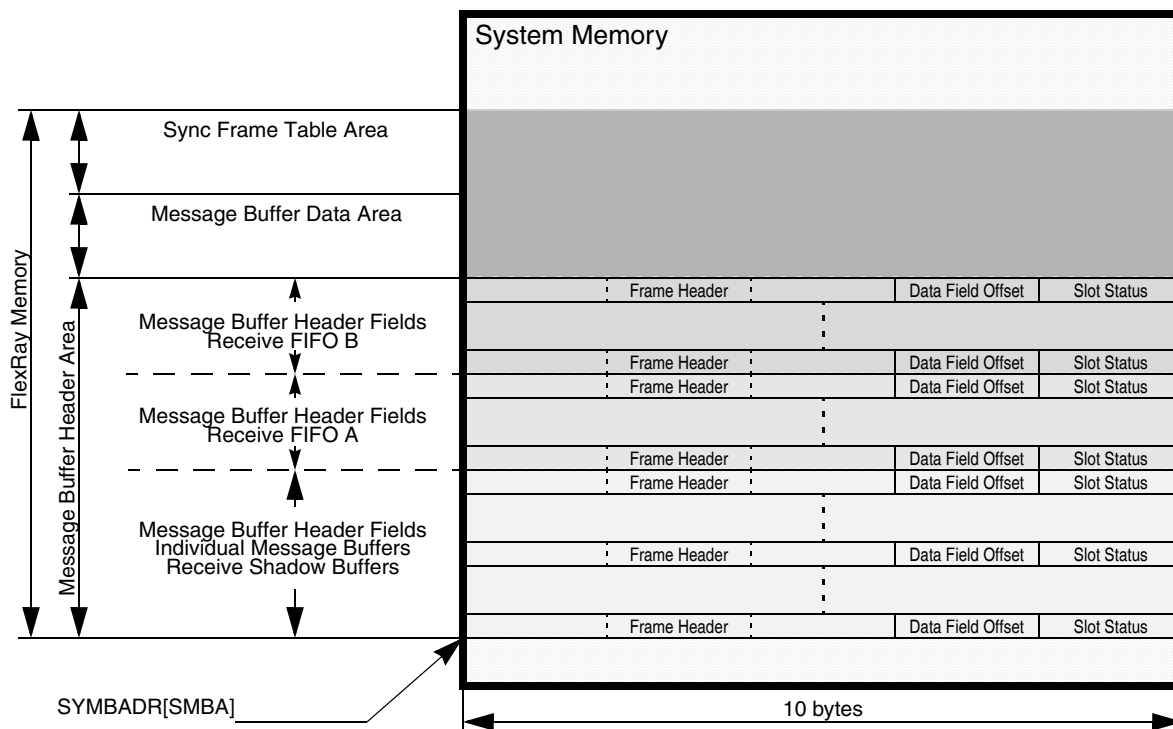 System Memory
Sync Frame Table Area
Message Buffer Data Area
FlexRay Memory
Message Buffer Header Area
Frame Header Data Field Offset Slot Status
Message Buffer Header Fields
Receive FIFO B
Frame Header Data Field Offset Slot Status
Frame Header Data Field Offset Slot Status
Message Buffer Header Fields
Receive FIFO A
Frame Header Data Field Offset Slot Status
Frame Header Data Field Offset Slot Status
Message Buffer Header Fields
Individual Message Buffers
Receive Shadow Buffers
Frame Header Data Field Offset Slot Status
Frame Header Data Field Offset Slot Status
SYMBADR[SMBA]
10 bytes